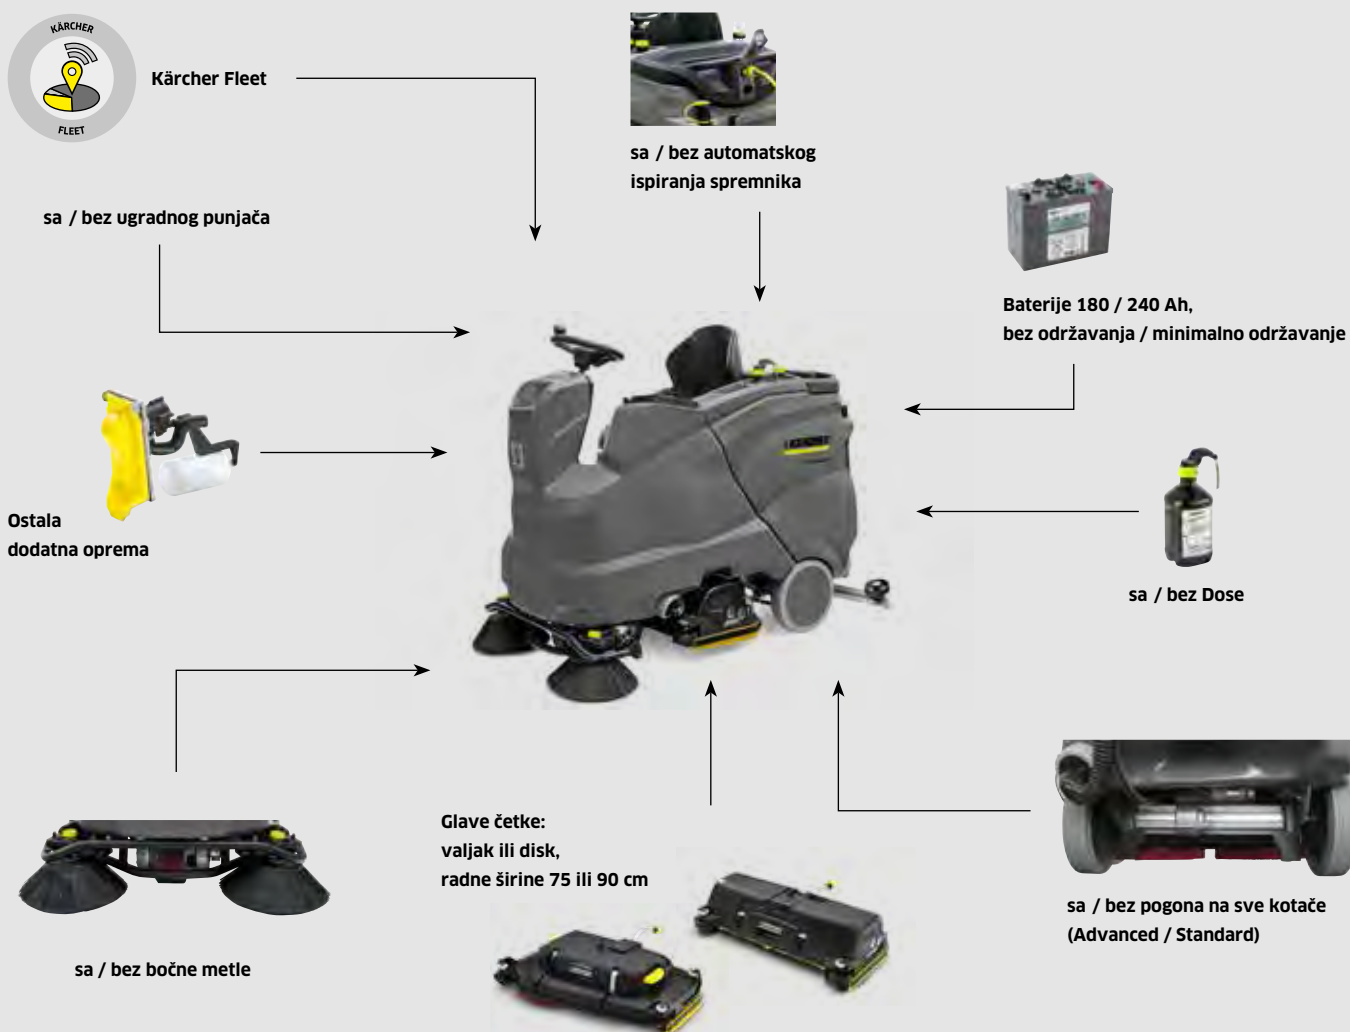 KÄRCHER
FLEET
Kärcher Fleet
sa / bez automatskog
ispiranja spremnika
sa / bez ugradnog punjača
Baterije 180 / 240 Ah,
bez održavanja / minimalno održavanje
KÄRCHER
Ostala
dodatna oprema
sa / bez Dose
Glave četke:
valjak ili disk,
radne širine 75 ili 90 cm
sa / bez pogona na sve kotače
(Advanced / Standard)
sa / bez bočne metle